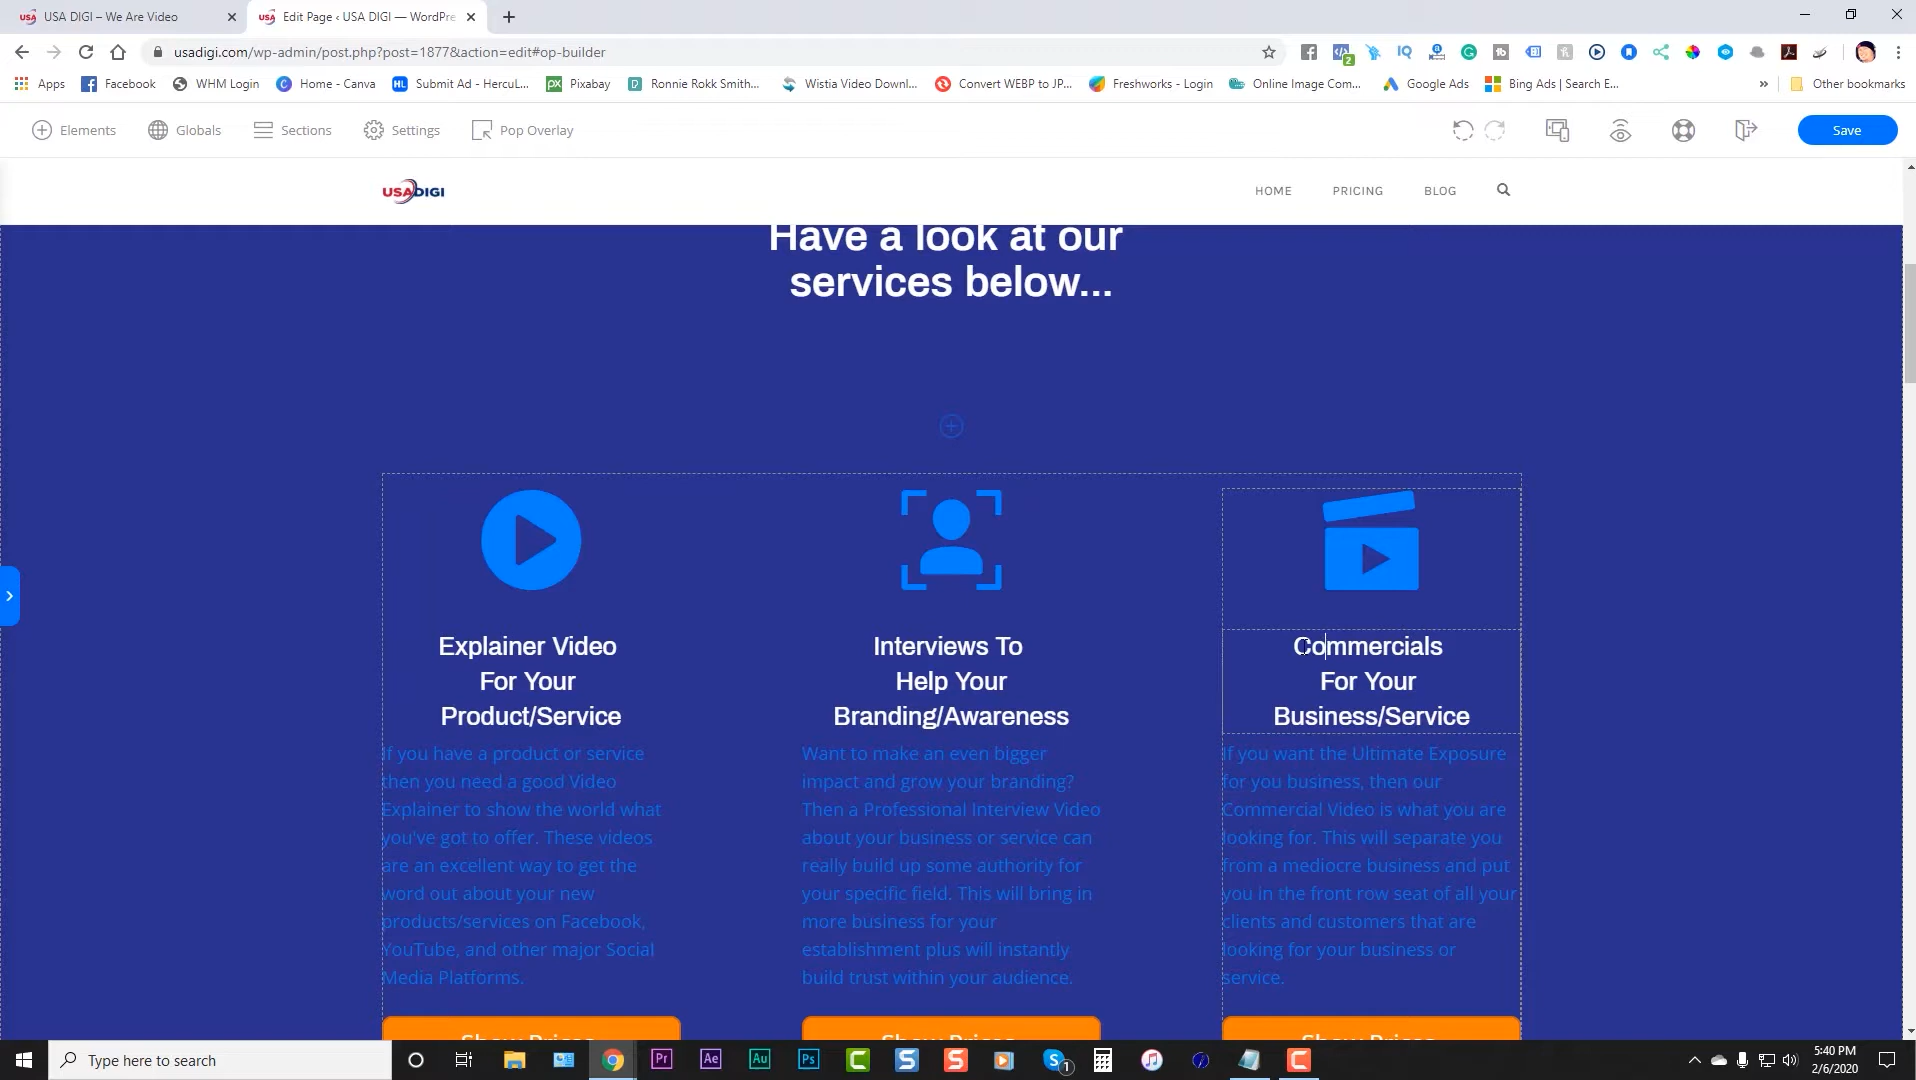 USA DIGI – We Are Video
Edit Page ‹ USA DIGI — WordPre
usadigi.com/wp-admin/post.php?post=1877&action=edit#op-builder
Apps
Facebook
WHM Login
Home - Canva
Submit Ad - HercuL...
Pixabay
Ronnie Rokk Smith...
Wistia Video Downl...
Convert WEBP to JP...
Freshworks - Login
Online Image Com...
Google Ads
Bing Ads | Search E...
Other bookmarks
Elements
Globals
Sections
Settings
Pop Overlay
Save
USADIGI
HOME
PRICING
BLOG
Have a look at our
services below...
Explainer Video
For Your
Product/Service
If you have a product or service
then you need a good Video
Explainer to show the world what
you've got to offer. These videos
are an excellent way to get the
word out about your new
products/services on Facebook,
YouTube, and other major Social
Media Platforms.
Show Prices
Interviews To
Help Your
Branding/Awareness
Want to make an even bigger
impact and grow your branding?
Then a Professional Interview Video
about your business or service can
really build up some authority for
your specific field. This will bring in
more business for your
establishment plus will instantly
build trust within your audience.
Show Prices
Commercials
For Your
Business/Service
If you want the Ultimate Exposure
for you business, then our
Commercial Video is what you are
looking for. This will separate you
from a mediocre business and put
you in the front row seat of all your
clients and customers that are
looking for your business or
service.
Show Prices
Type here to search
5:40 PM
2/6/2020